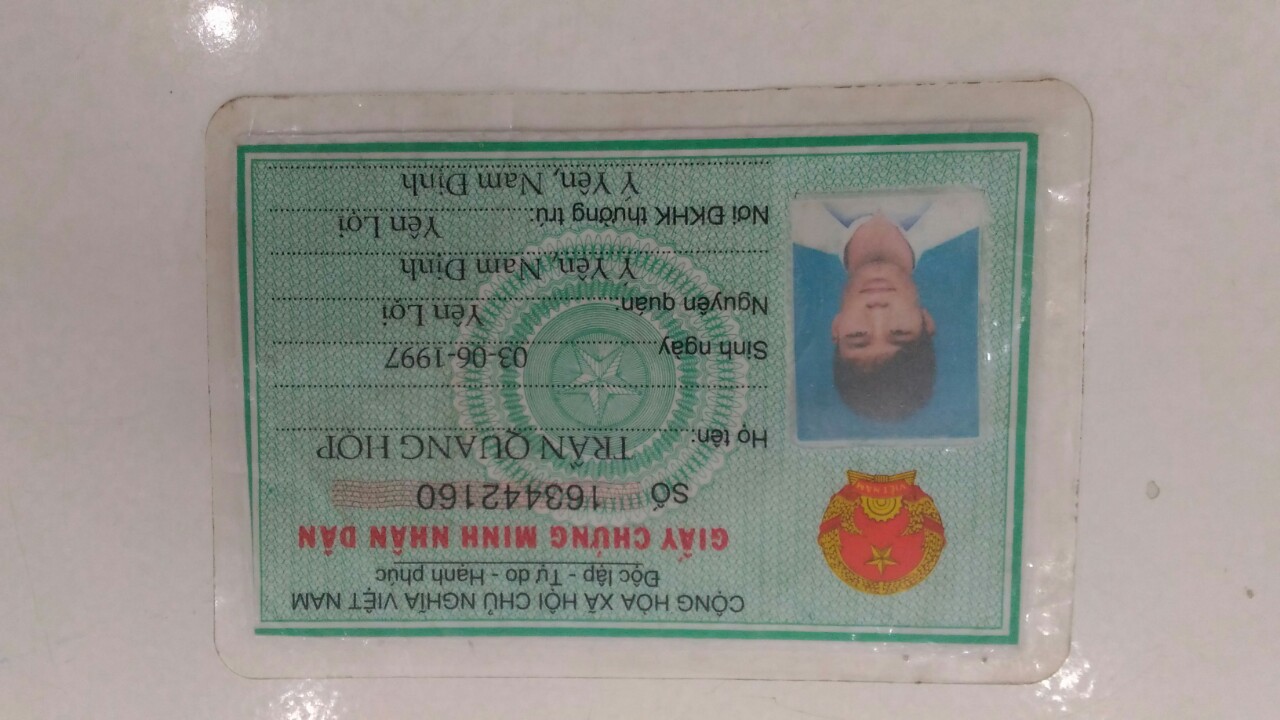 CỘNG HÒA XÃ HỘI CHỦ NGHĨA VIỆT NAM
Độc lập - Tự do - Hạnh phúc
GIẤY CHỨNG MINH NHÂN DÂN
SỐ 163442160
Họ tên: TRẦN QUANG HỢP
Sinh ngày 03-06-1997
Nguyên quán: Yên Lợi
Ý Yên, Nam Định
Nơi ĐKHK thường trú: Yên Lợi
Ý Yên, Nam Định
VIỆT NAM